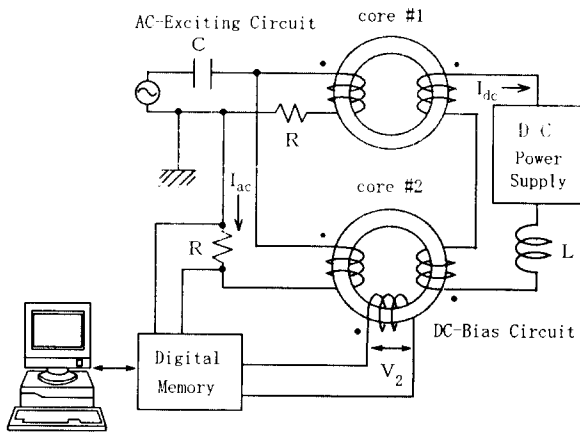 core #1
AC-Exciting Circuit
C
I_dc
R
D C
Power
Supply
I_ac
core #2
R
L
DC-Bias Circuit
Digital
Memory
V_2